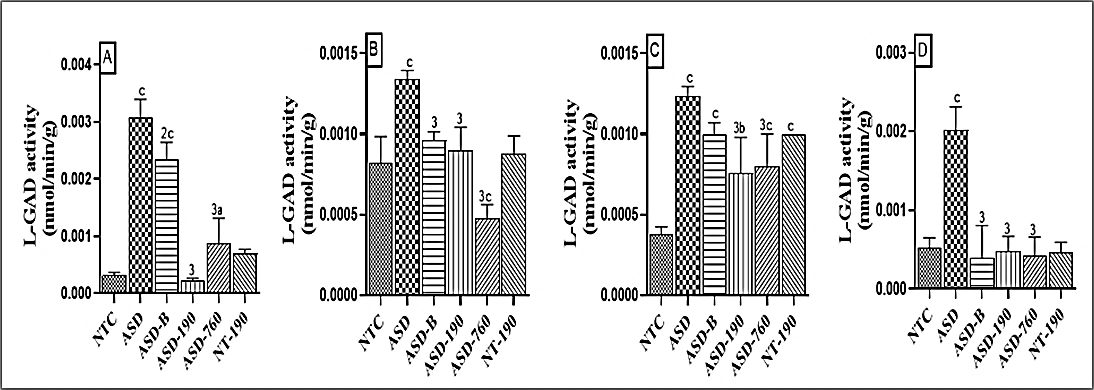 A
L-GAD activity
(nmol/min/g)
0.004
0.003
0.002
0.001
0.000
c
2c
3
3a
NTC
ASD
ASD-B
ASD-190
ASD-760
NT-190
B
L-GAD activity
(nmol/min/g)
0.0015
0.0010
0.0005
0.0000
c
3
3
3c
NTC
ASD
ASD-B
ASD-190
ASD-760
NT-190
C
L-GAD activity
(nmol/min/g)
0.0015
0.0010
0.0005
0.0000
c
c
3b
3c
c
NTC
ASD
ASD-B
ASD-190
ASD-760
NT-190
D
L-GAD activity
(nmol/min/g)
0.003
0.002
0.001
0.000
c
3
3
3
NTC
ASD
ASD-B
ASD-190
ASD-760
NT-190